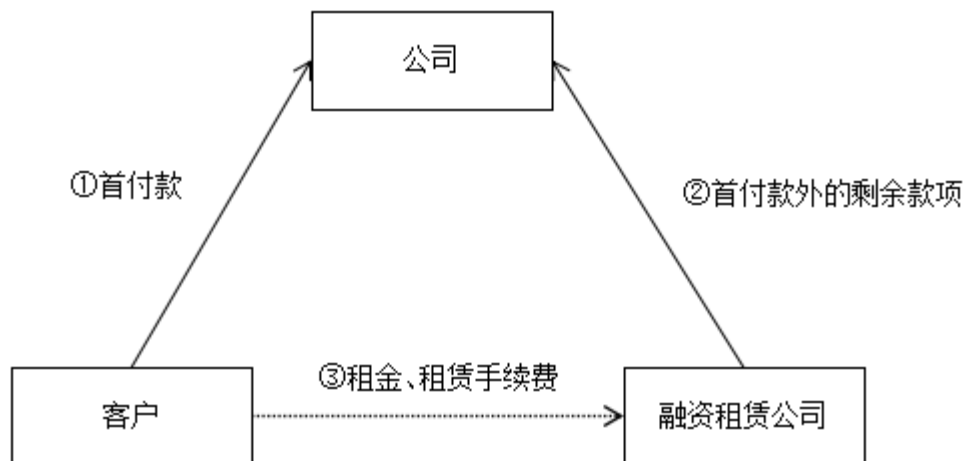 公司
①首付款
②首付款外的剩余款项
③租金、租赁手续费
客户
融资租赁公司